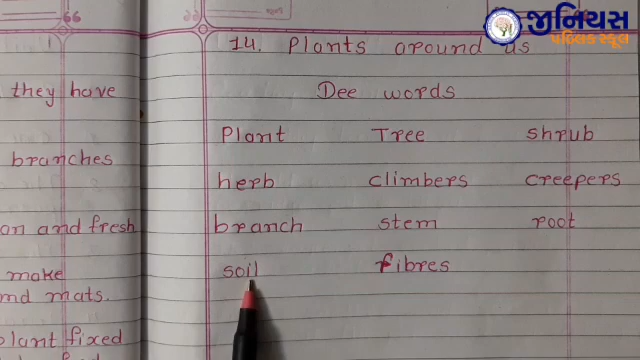 66
they have
branches
on and fresh
make
nd mats.
plant fixed
14. Plants around us
Dee words
Plant Tree shrub
herb climbers creepers
branch stem root
soil fibres
જીનિયસ
પબ્લિક સ્કૂલ